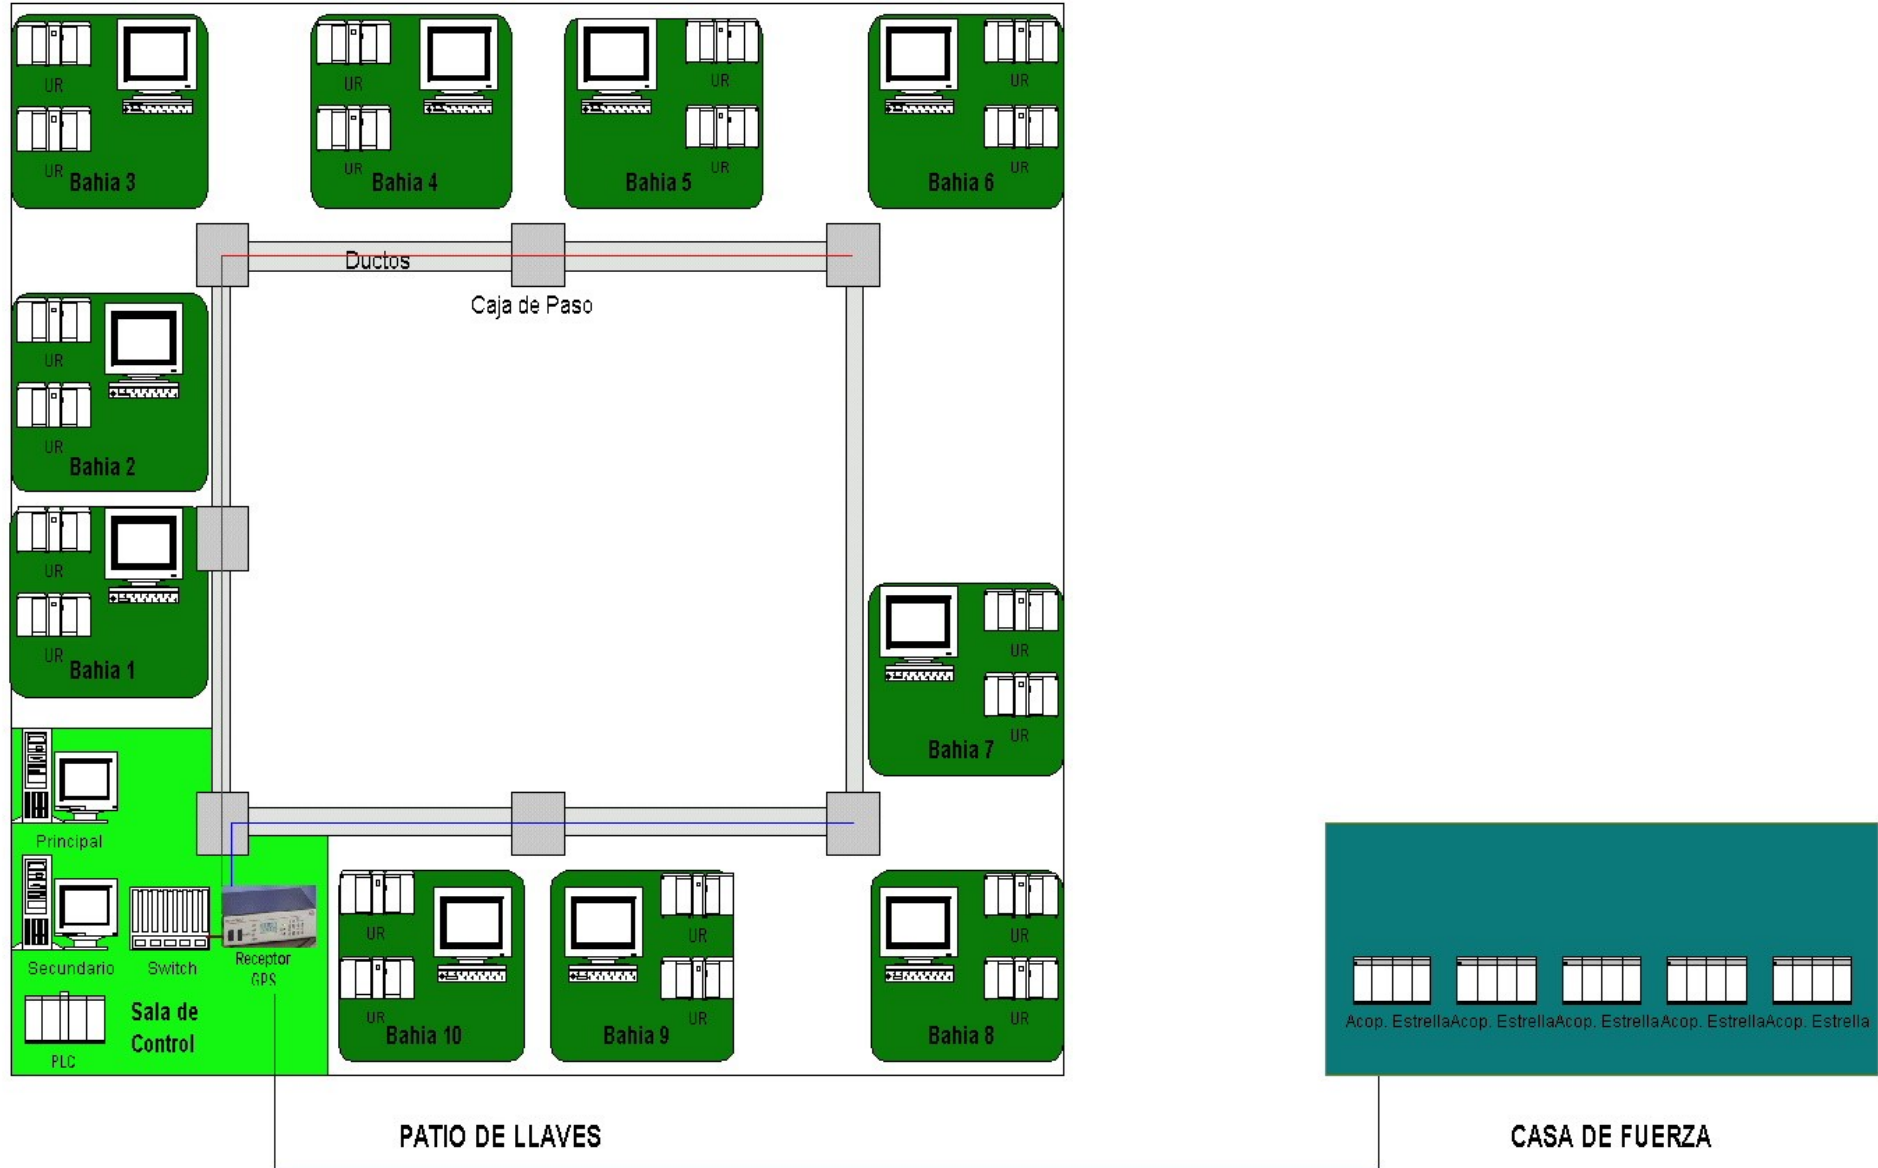 UR
UR
Bahia 3
UR
UR
Bahia 4
UR
UR
Bahia 5
UR
UR
Bahia 6
Ductos
Caja de Paso
UR
UR
Bahia 2
UR
UR
Bahia 1
UR
UR
Bahia 7
Principal
Secundario
Switch
Receptor
GPS
PLC
Sala de
Control
UR
UR
Bahia 10
UR
UR
Bahia 9
UR
UR
Bahia 8
Acop. Estrella
Acop. Estrella
Acop. Estrella
Acop. Estrella
Acop. Estrella
PATIO DE LLAVES
CASA DE FUERZA